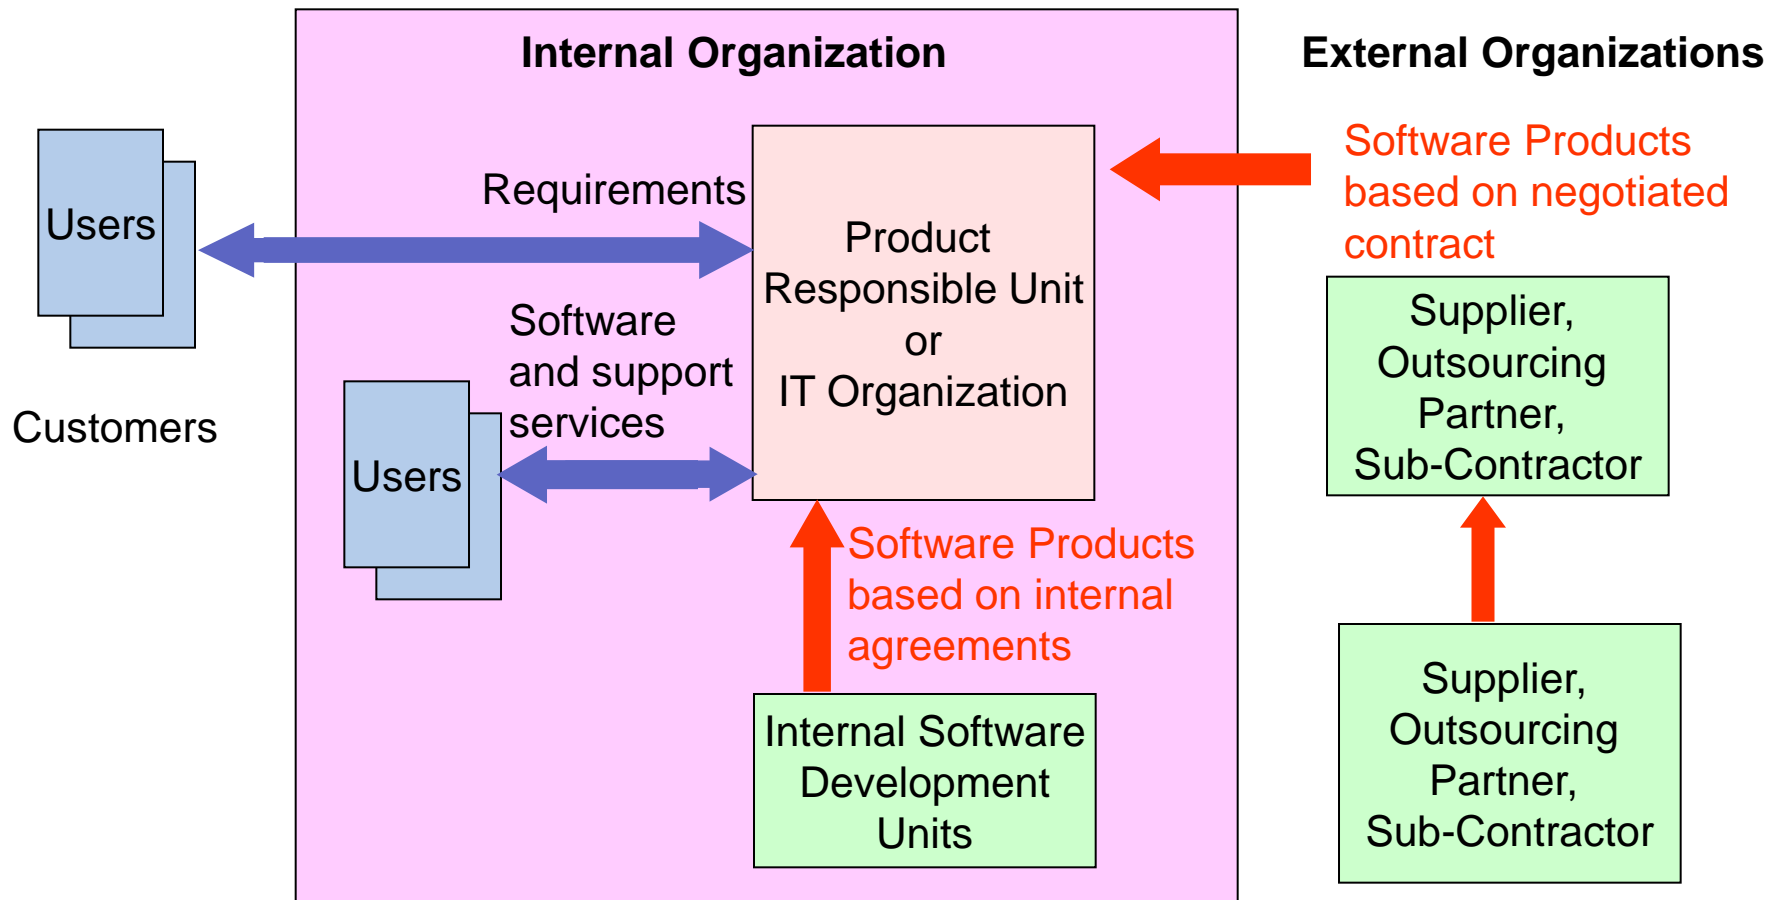 Internal Organization
External Organizations
Users
Customers
Requirements
Software
and support
services
Users
Product
Responsible Unit
or
IT Organization
Software Products
based on internal
agreements
Internal Software
Development
Units
Software Products
based on negotiated
contract
Supplier,
Outsourcing
Partner,
Sub-Contractor
Supplier,
Outsourcing
Partner,
Sub-Contractor